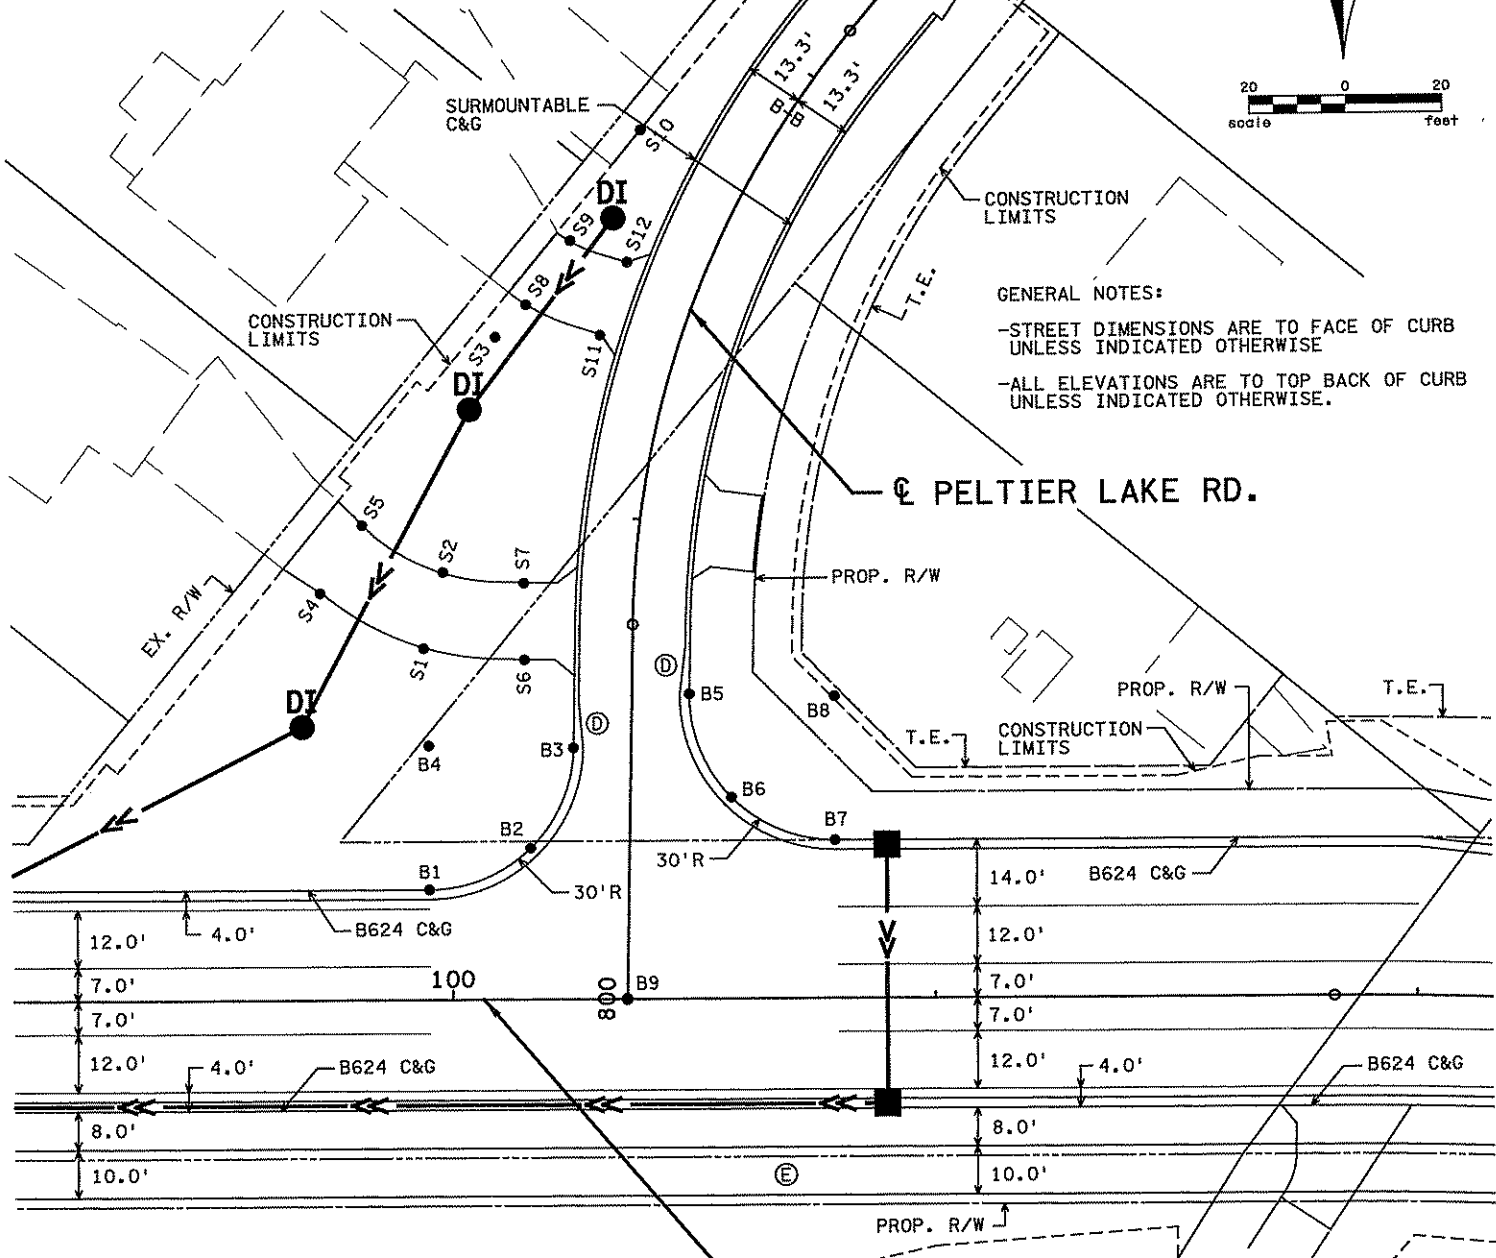 13.3'
13.3'
B-B
20 0 20
scale feet
SURMOUNTABLE
C&G
S10
DI
S9
S12
CONSTRUCTION
LIMITS
S8
T.E.
GENERAL NOTES:
-STREET DIMENSIONS ARE TO FACE OF CURB
UNLESS INDICATED OTHERWISE
-ALL ELEVATIONS ARE TO TOP BACK OF CURB
UNLESS INDICATED OTHERWISE.
CONSTRUCTION
LIMITS
S3
S11
DI
℄ PELTIER LAKE RD.
S5
S2
S7
PROP. R/W
EX. R/W
S4
S1
S6
D
B5
DI
D
B3
B4
B8
PROP. R/W
T.E.
T.E.
CONSTRUCTION
LIMITS
B6
B2
B7
B1
30'R
30'R
14.0'
B624 C&G
12.0'
4.0'
B624 C&G
12.0'
7.0'
100
800
B9
7.0'
7.0'
7.0'
12.0'
4.0'
B624 C&G
12.0'
4.0'
B624 C&G
8.0'
8.0'
10.0'
E
10.0'
PROP. R/W